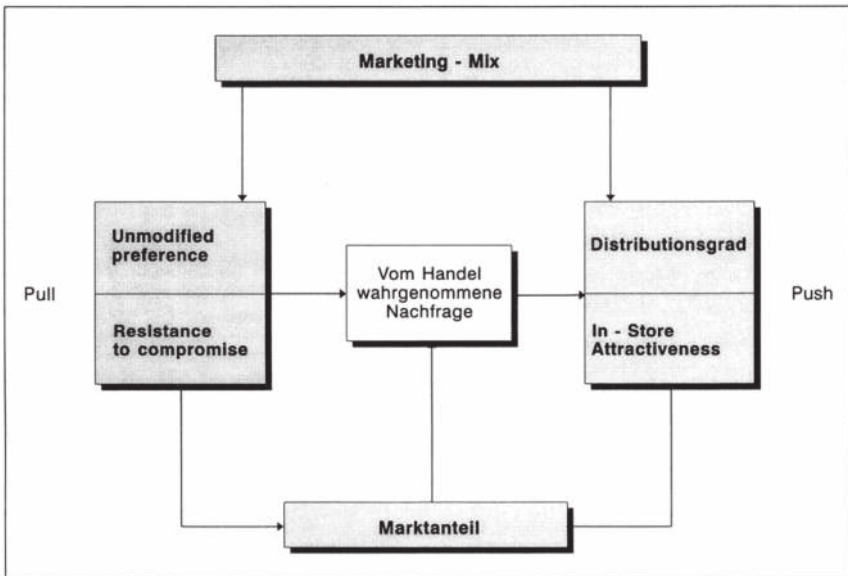 Marketing - Mix
Unmodified
preference
Resistance
to compromise
Pull
Vom Handel
wahrgenommene
Nachfrage
Distributionsgrad
In - Store
Attractiveness
Push
Marktanteil